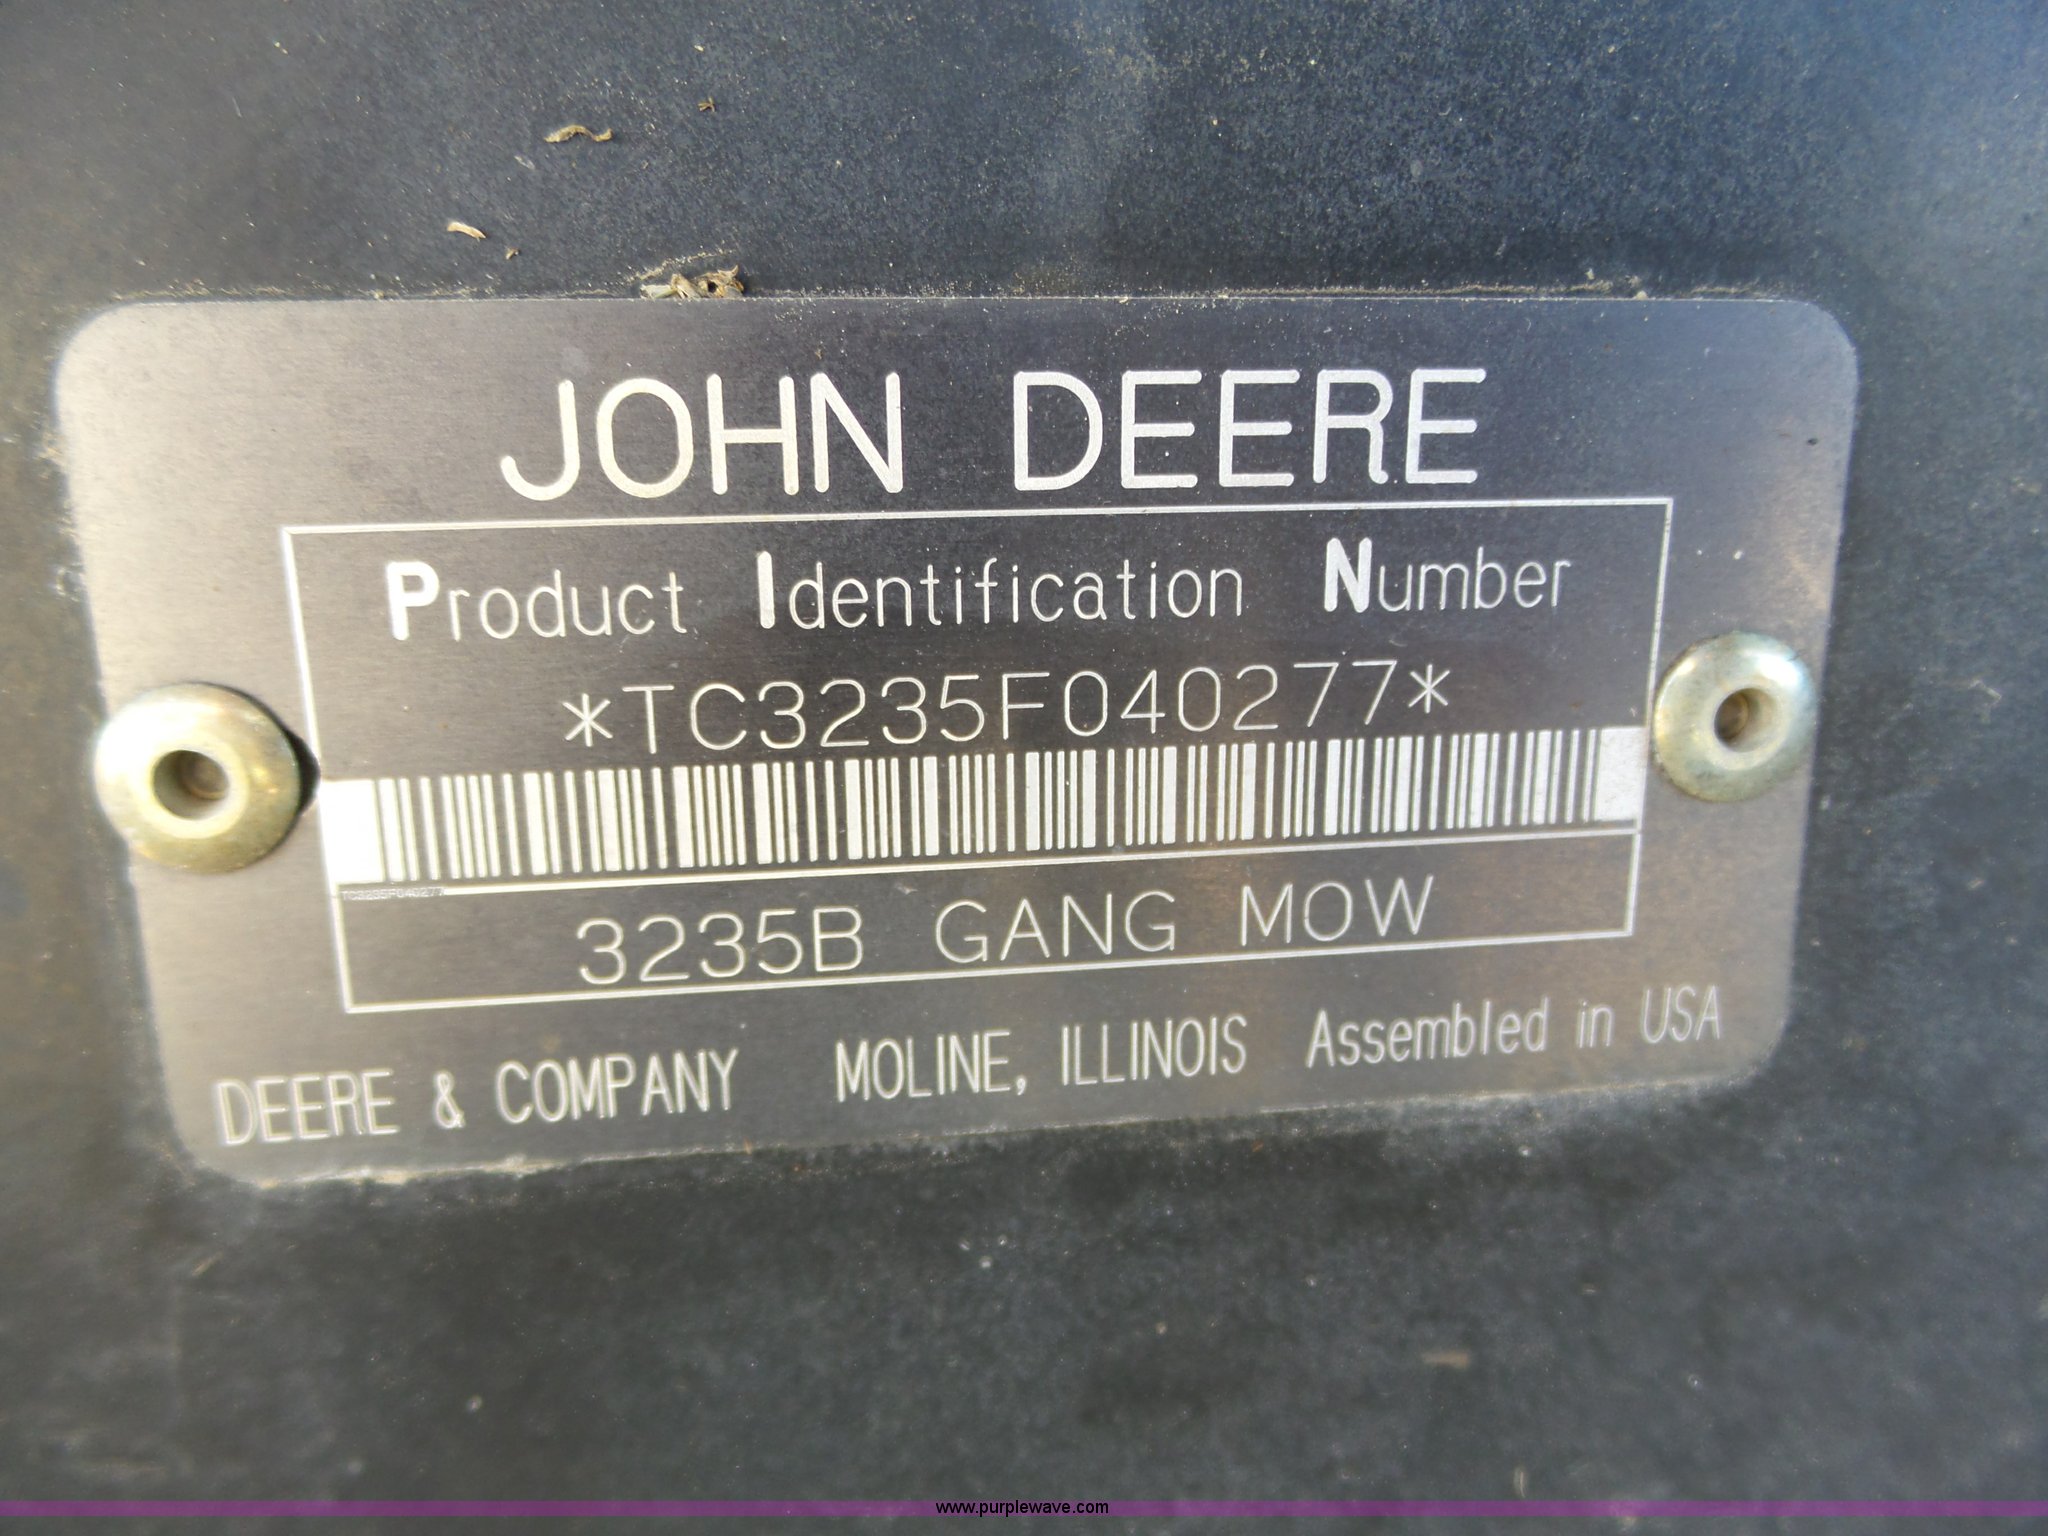 JOHN DEERE
Product Identification Number
*TC3235F040277*
TC3235F040277
3235B GANG MOW
DEERE & COMPANY MOLINE, ILLINOIS Assembled in USA
www.purplewave.com